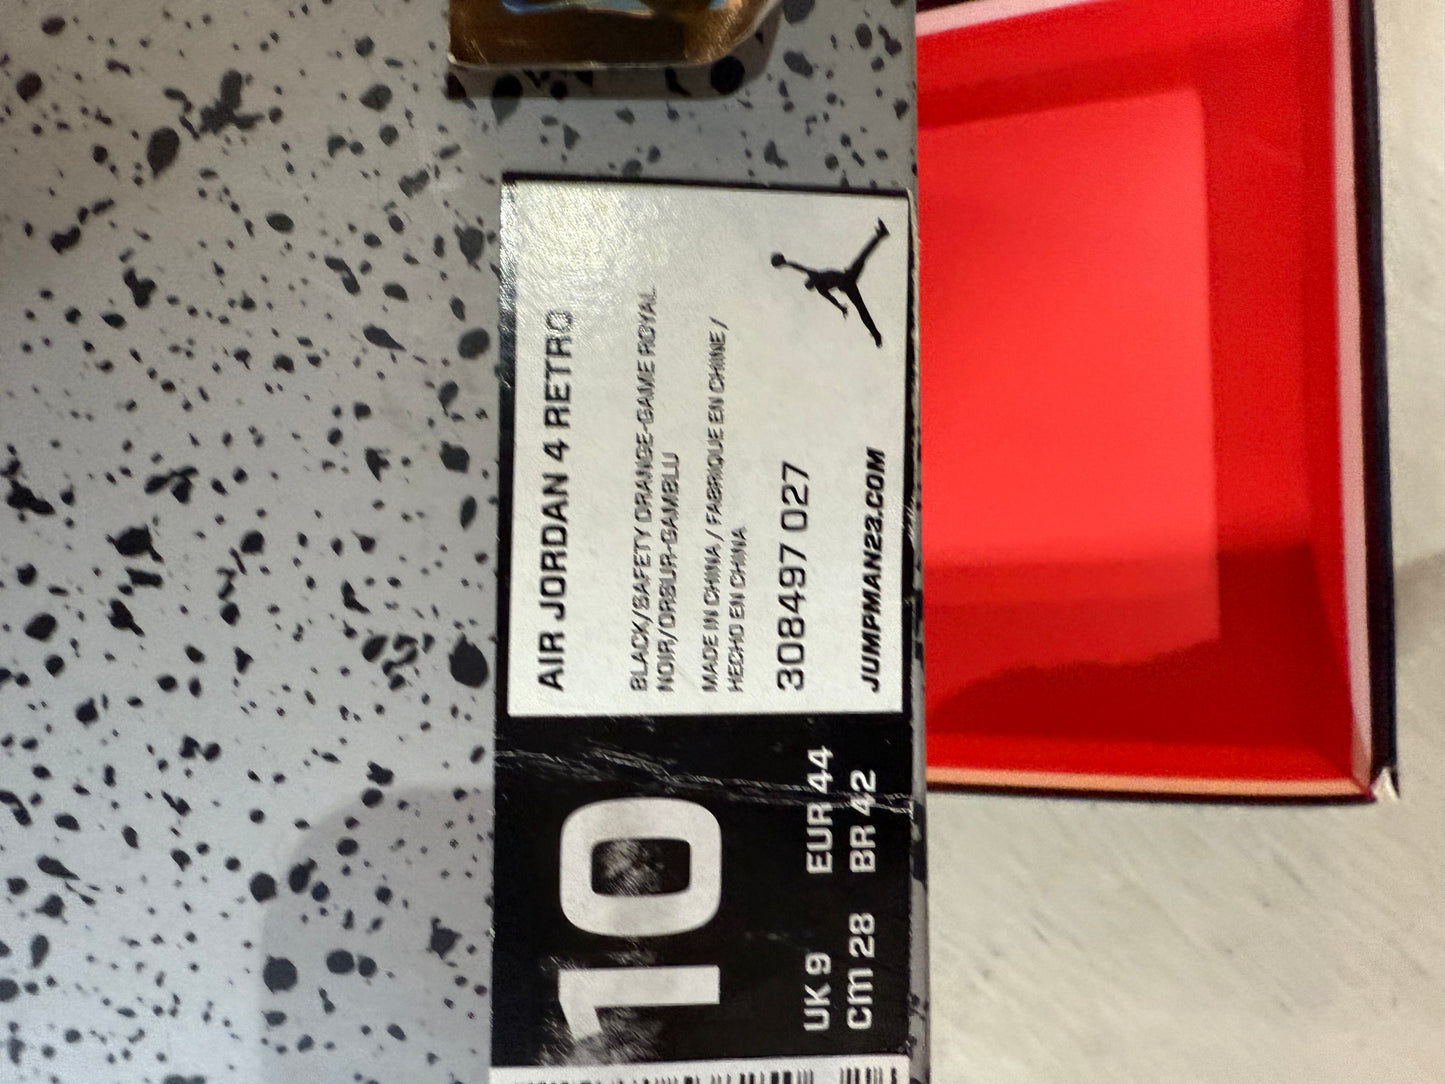 AIR JORDAN 4 RETRO
BLACK/SAFETY ORANGE-GAME ROYAL
NOIR/ORSUR-GAMBLU
MADE IN CHINA / FABRIQUE EN CHINE /
HECHO EN CHINA
308497 027
JUMPMAN23.COM
10
UK 9 EUR 44
cm 28 BR 42